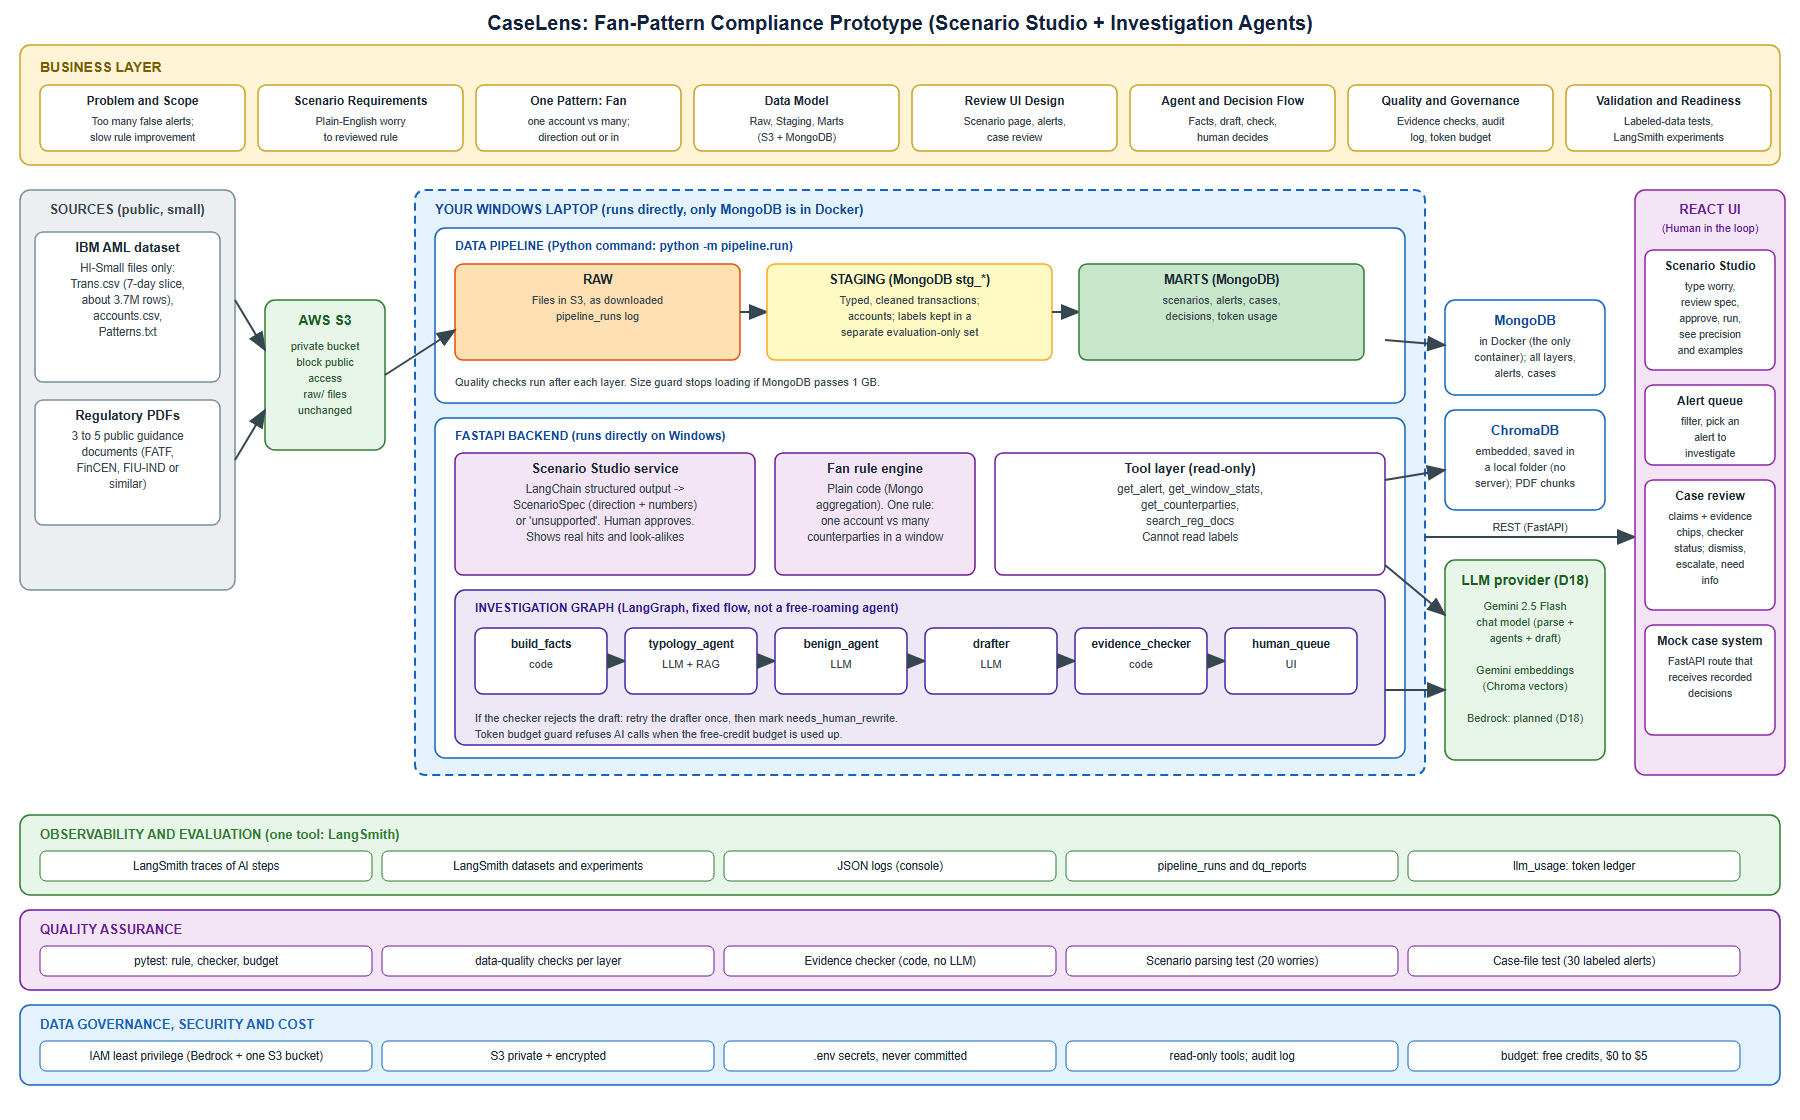 CaseLens: Fan-Pattern Compliance Prototype (Scenario Studio + Investigation Agents)
BUSINESS LAYER
Problem and Scope
Too many false alerts;
slow rule improvement
Scenario Requirements
Plain-English worry
to reviewed rule
One Pattern: Fan
one account vs many;
direction out or in
Data Model
Raw, Staging, Marts
(S3 + MongoDB)
Review UI Design
Scenario page, alerts,
case review
Agent and Decision Flow
Facts, draft, check,
human decides
Quality and Governance
Evidence checks, audit
log, token budget
Validation and Readiness
Labeled-data tests,
LangSmith experiments
SOURCES (public, small)
IBM AML dataset
HI-Small files only:
Trans.csv (7-day slice,
about 3.7M rows),
accounts.csv,
Patterns.txt
Regulatory PDFs
3 to 5 public guidance
documents (FATF,
FinCEN, FIU-IND or
similar)
AWS S3
private bucket
block public
access
raw/ files
unchanged
YOUR WINDOWS LAPTOP (runs directly, only MongoDB is in Docker)
DATA PIPELINE (Python command: python -m pipeline.run)
RAW
Files in S3, as downloaded
pipeline_runs log
STAGING (MongoDB stg_*)
Typed, cleaned transactions;
accounts; labels kept in a
separate evaluation-only set
MARTS (MongoDB)
scenarios, alerts, cases,
decisions, token usage
Quality checks run after each layer. Size guard stops loading if MongoDB passes 1 GB.
FASTAPI BACKEND (runs directly on Windows)
Scenario Studio service
LangChain structured output ->
ScenarioSpec (direction + numbers)
or 'unsupported'. Human approves.
Shows real hits and look-alikes
Fan rule engine
Plain code (Mongo
aggregation). One rule:
one account vs many
counterparties in a window
Tool layer (read-only)
get_alert, get_window_stats,
get_counterparties,
search_reg_docs
Cannot read labels
INVESTIGATION GRAPH (LangGraph, fixed flow, not a free-roaming agent)
build_facts
code
typology_agent
LLM + RAG
benign_agent
LLM
drafter
LLM
evidence_checker
code
human_queue
UI
If the checker rejects the draft: retry the drafter once, then mark needs_human_rewrite.
Token budget guard refuses AI calls when the free-credit budget is used up.
MongoDB
in Docker (the only
container); all layers,
alerts, cases
ChromaDB
embedded, saved in
a local folder (no
server); PDF chunks
REST (FastAPI)
LLM provider (D18)
Gemini 2.5 Flash
chat model (parse +
agents + draft)
Gemini embeddings
(Chroma vectors)
Bedrock: planned (D18)
REACT UI
(Human in the loop)
Scenario Studio
type worry,
review spec,
approve, run,
see precision
and examples
Alert queue
filter, pick an
alert to
investigate
Case review
claims + evidence
chips, checker
status; dismiss,
escalate, need
info
Mock case system
FastAPI route that
receives recorded
decisions
OBSERVABILITY AND EVALUATION (one tool: LangSmith)
LangSmith traces of AI steps
LangSmith datasets and experiments
JSON logs (console)
pipeline_runs and dq_reports
llm_usage: token ledger
QUALITY ASSURANCE
pytest: rule, checker, budget
data-quality checks per layer
Evidence checker (code, no LLM)
Scenario parsing test (20 worries)
Case-file test (30 labeled alerts)
DATA GOVERNANCE, SECURITY AND COST
IAM least privilege (Bedrock + one S3 bucket)
S3 private + encrypted
.env secrets, never committed
read-only tools; audit log
budget: free credits, $0 to $5